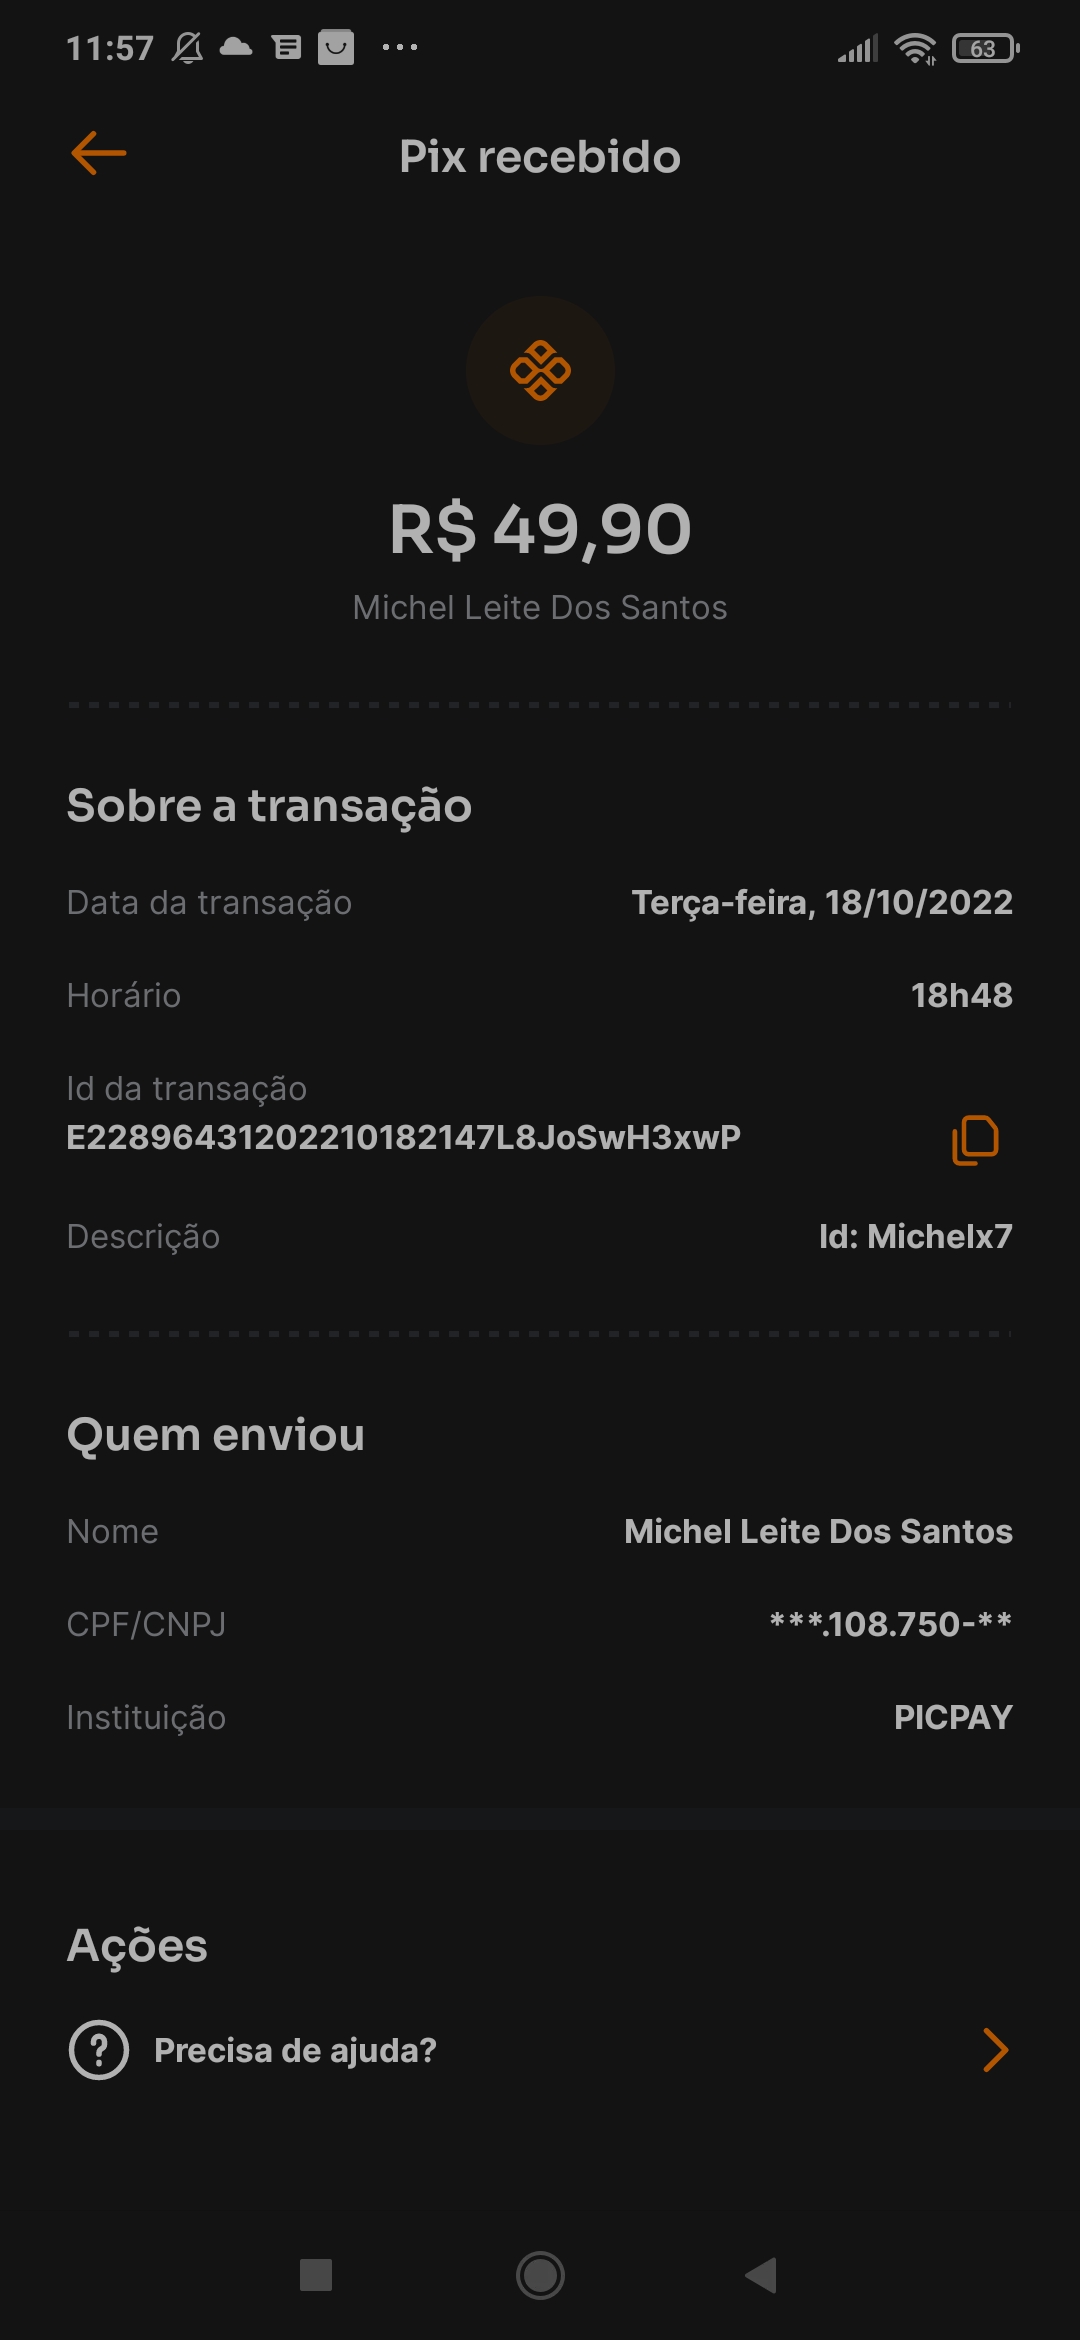 11:57
63
Pix recebido
R$ 49,90
Michel Leite Dos Santos
Sobre a transação
Data da transação Terça-feira, 18/10/2022
Horário 18h48
Id da transação
E22896431202210182147L8JoSwH3xwP
Descrição Id: Michelx7
Quem enviou
Nome Michel Leite Dos Santos
CPF/CNPJ ***.108.750-**
Instituição PICPAY
Ações
Precisa de ajuda?